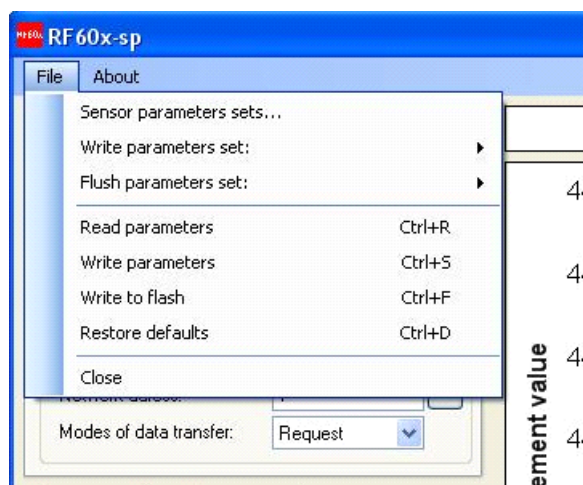 RF60x-sp
File About
Sensor parameters sets...
Write parameters set:
Flush parameters set:
Read parameters Ctrl+R
Write parameters Ctrl+S
Write to flash Ctrl+F
Restore defaults Ctrl+D
Close
Modes of data transfer: Request
value